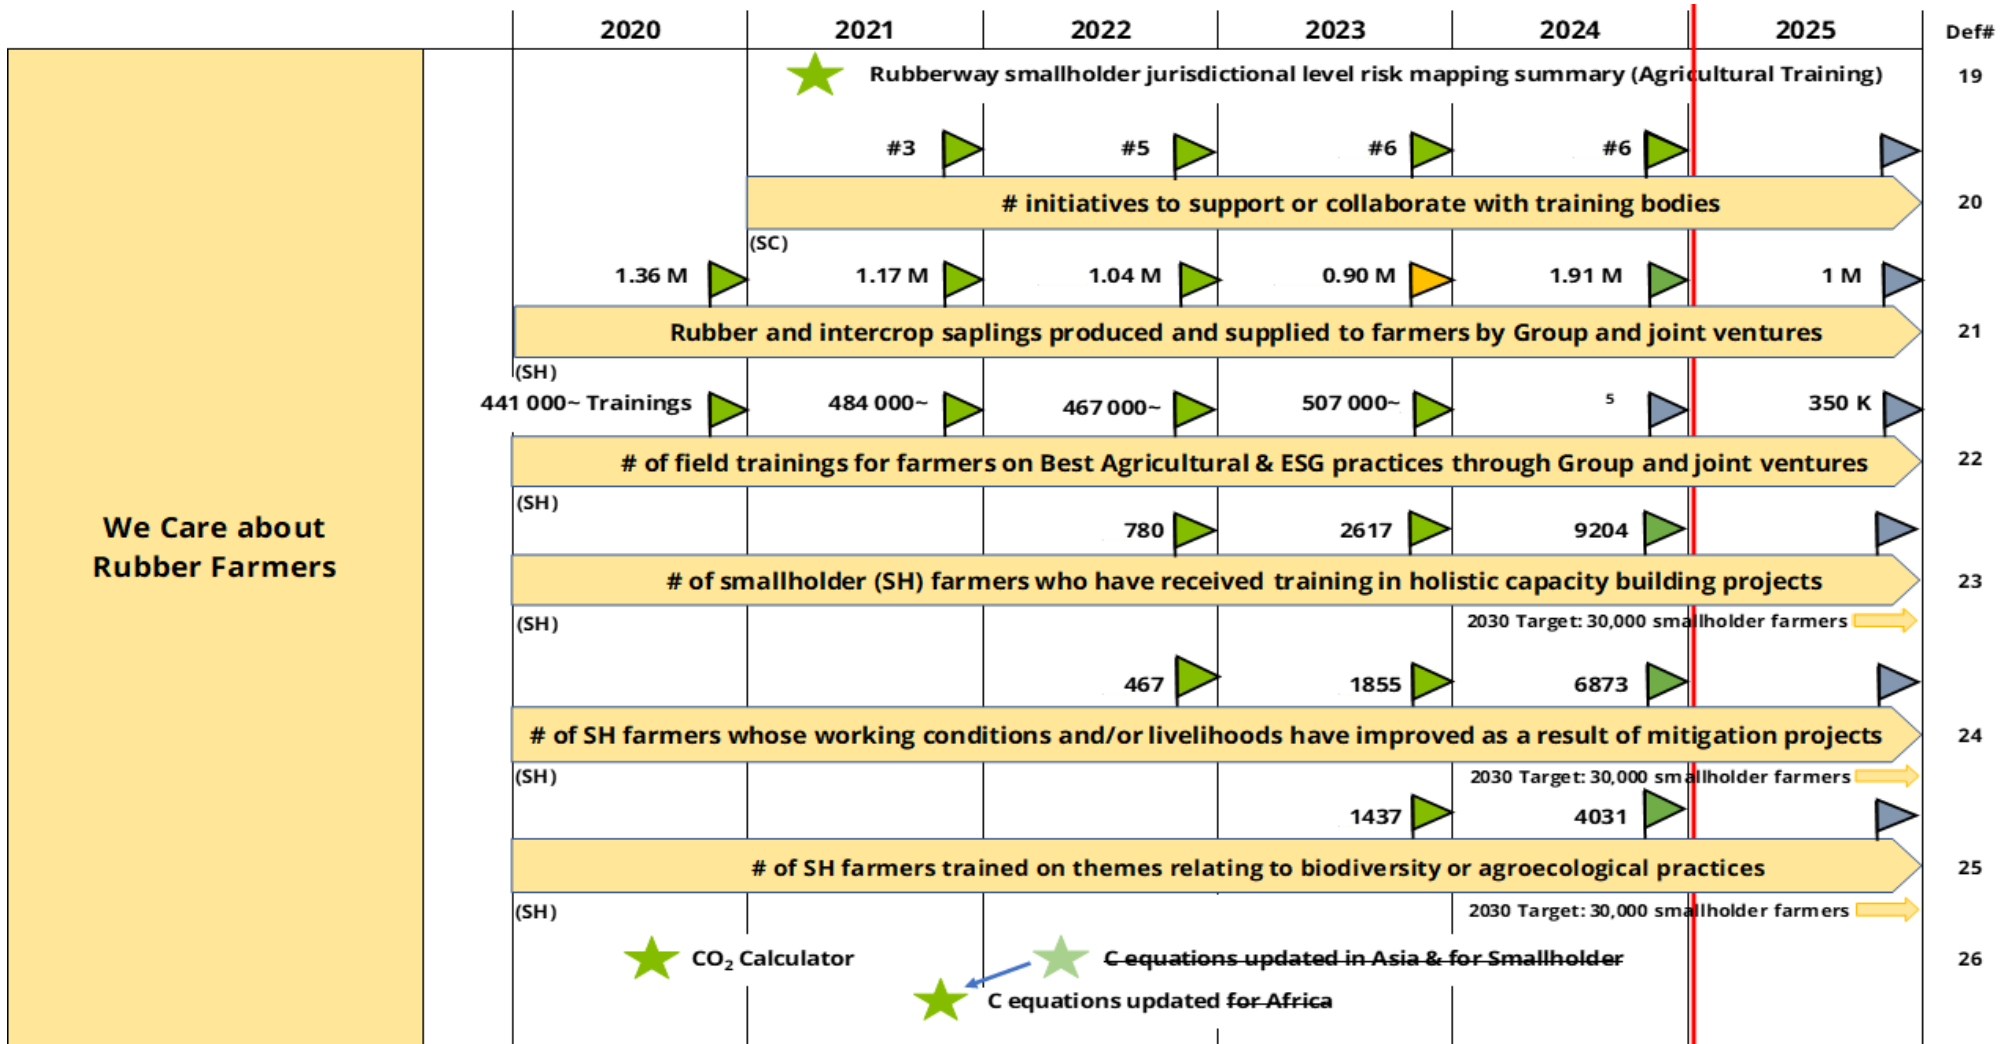 2020 2021 2022 2023 2024 2025 Def#
Rubberway smallholder jurisdictional level risk mapping summary (Agricultural Training) 19
#3 #5 #6 #6
# initiatives to support or collaborate with training bodies 20
(SC)
1.36 M 1.17 M 1.04 M 0.90 M 1.91 M 1 M
Rubber and intercrop saplings produced and supplied to farmers by Group and joint ventures 21
(SH)
441 000~ Trainings 484 000~ 467 000~ 507 000~ 5 350 K
# of field trainings for farmers on Best Agricultural & ESG practices through Group and joint ventures 22
(SH)
We Care about
Rubber Farmers
780 2617 9204
# of smallholder (SH) farmers who have received training in holistic capacity building projects 23
(SH) 2030 Target: 30,000 smallholder farmers
467 1855 6873
# of SH farmers whose working conditions and/or livelihoods have improved as a result of mitigation projects 24
(SH) 2030 Target: 30,000 smallholder farmers
1437 4031
# of SH farmers trained on themes relating to biodiversity or agroecological practices 25
(SH) 2030 Target: 30,000 smallholder farmers
CO₂ Calculator C equations updated in Asia & for Smallholder 26
C equations updated for Africa